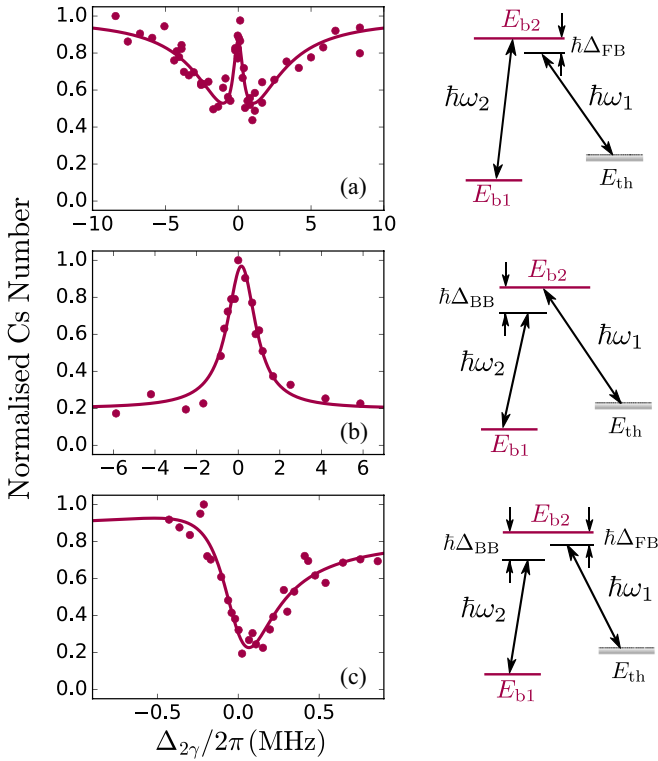 Normalised Cs Number
1.0
0.8
0.6
0.4
0.2
0.0
(a)
−10 −5 0 5 10
E_b2
ħΔ_FB
ħω_2
ħω_1
E_b1
E_th
1.0
0.8
0.6
0.4
0.2
0.0
(b)
−6 −4 −2 0 2 4 6
E_b2
ħΔ_BB
ħω_2
ħω_1
E_b1
E_th
1.0
0.8
0.6
0.4
0.2
0.0
(c)
−0.5 0.0 0.5
Δ_2γ/2π (MHz)
E_b2
ħΔ_BB ħΔ_FB
ħω_2
ħω_1
E_b1
E_th